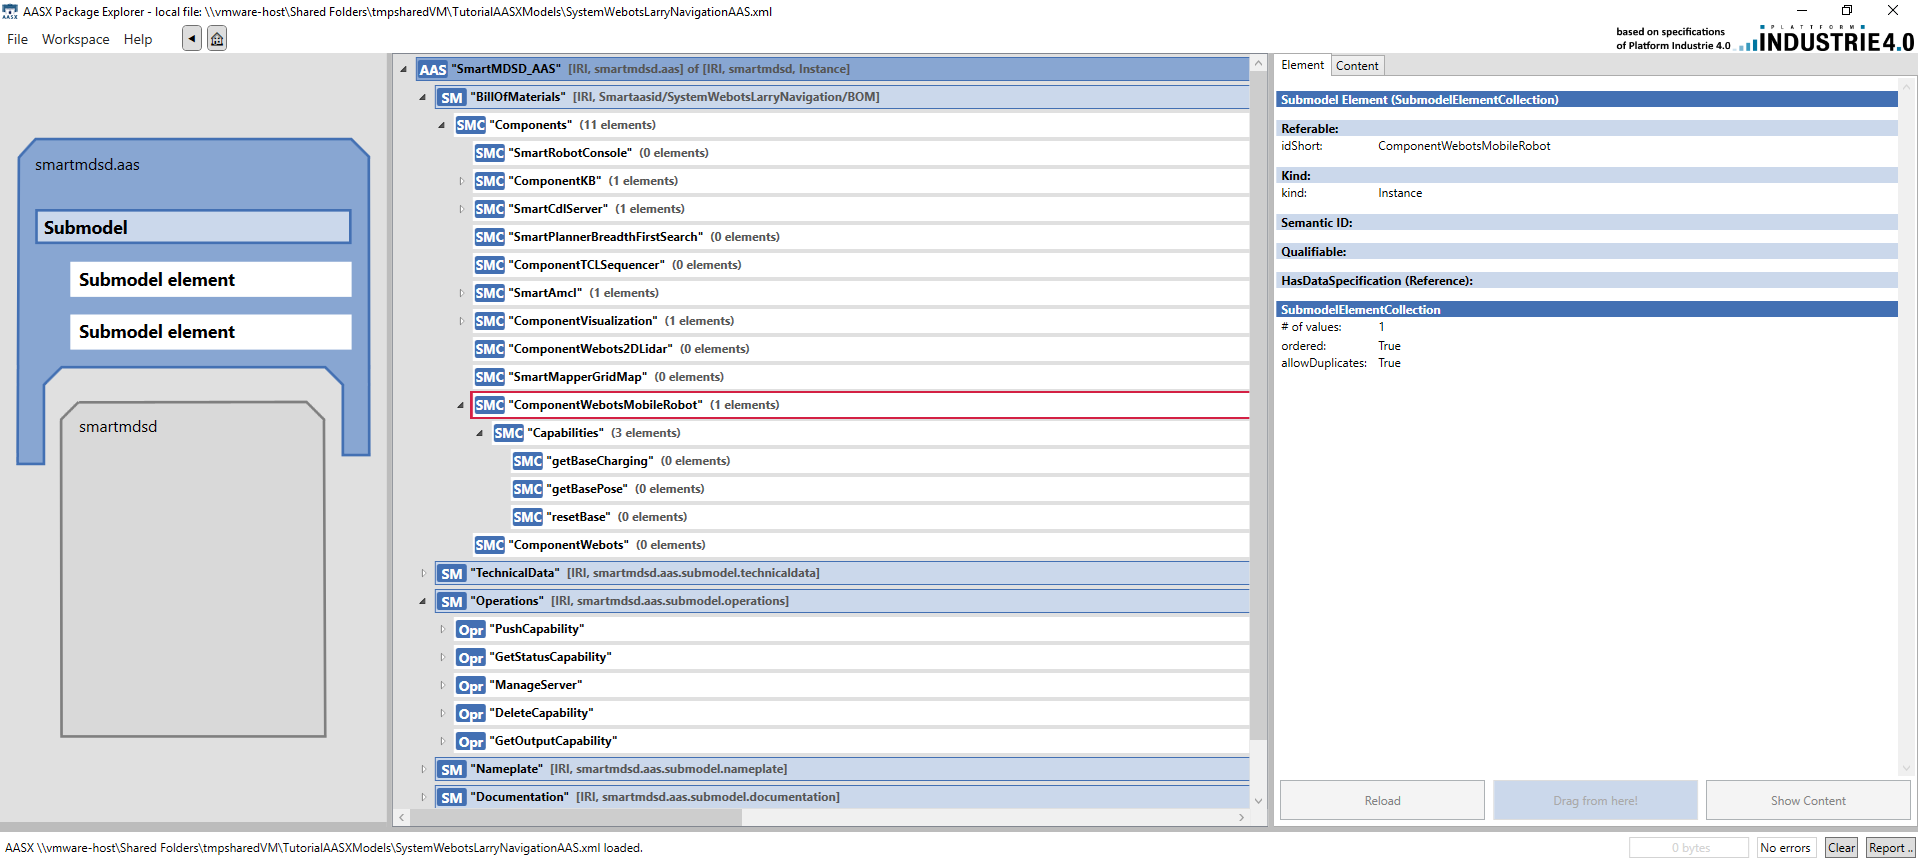 AASX Package Explorer - local file: \\vmware-host\Shared Folders\tmpsharedVM\TutorialAASXModels\SystemWebotsLarryNavigationAAS.xml
File Workspace Help
based on specifications
of Platform Industrie 4.0
PLATTFORM
INDUSTRIE4.0
smartmdsd.aas
Submodel
Submodel element
Submodel element
smartmdsd
AAS "SmartMDSD_AAS" [IRI, smartmdsd.aas] of [IRI, smartmdsd, Instance]
SM "BillOfMaterials" [IRI, Smartaasid/SystemWebotsLarryNavigation/BOM]
SMC "Components" (11 elements)
SMC "SmartRobotConsole" (0 elements)
SMC "ComponentKB" (1 elements)
SMC "SmartCdlServer" (1 elements)
SMC "SmartPlannerBreadthFirstSearch" (0 elements)
SMC "ComponentTCLSequencer" (0 elements)
SMC "SmartAmcl" (1 elements)
SMC "ComponentVisualization" (1 elements)
SMC "ComponentWebots2DLidar" (0 elements)
SMC "SmartMapperGridMap" (0 elements)
SMC "ComponentWebotsMobileRobot" (1 elements)
SMC "Capabilities" (3 elements)
SMC "getBaseCharging" (0 elements)
SMC "getBasePose" (0 elements)
SMC "resetBase" (0 elements)
SMC "ComponentWebots" (0 elements)
SM "TechnicalData" [IRI, smartmdsd.aas.submodel.technicaldata]
SM "Operations" [IRI, smartmdsd.aas.submodel.operations]
Opr "PushCapability"
Opr "GetStatusCapability"
Opr "ManageServer"
Opr "DeleteCapability"
Opr "GetOutputCapability"
SM "Nameplate" [IRI, smartmdsd.aas.submodel.nameplate]
SM "Documentation" [IRI, smartmdsd.aas.submodel.documentation]
Element Content
Submodel Element (SubmodelElementCollection)
Referable:
idShort: ComponentWebotsMobileRobot
Kind:
kind: Instance
Semantic ID:
Qualifiable:
HasDataSpecification (Reference):
SubmodelElementCollection
# of values: 1
ordered: True
allowDuplicates: True
Reload Drag from here! Show Content
AASX \\vmware-host\Shared Folders\tmpsharedVM\TutorialAASXModels\SystemWebotsLarryNavigationAAS.xml loaded.
0 bytes No errors Clear Report ..